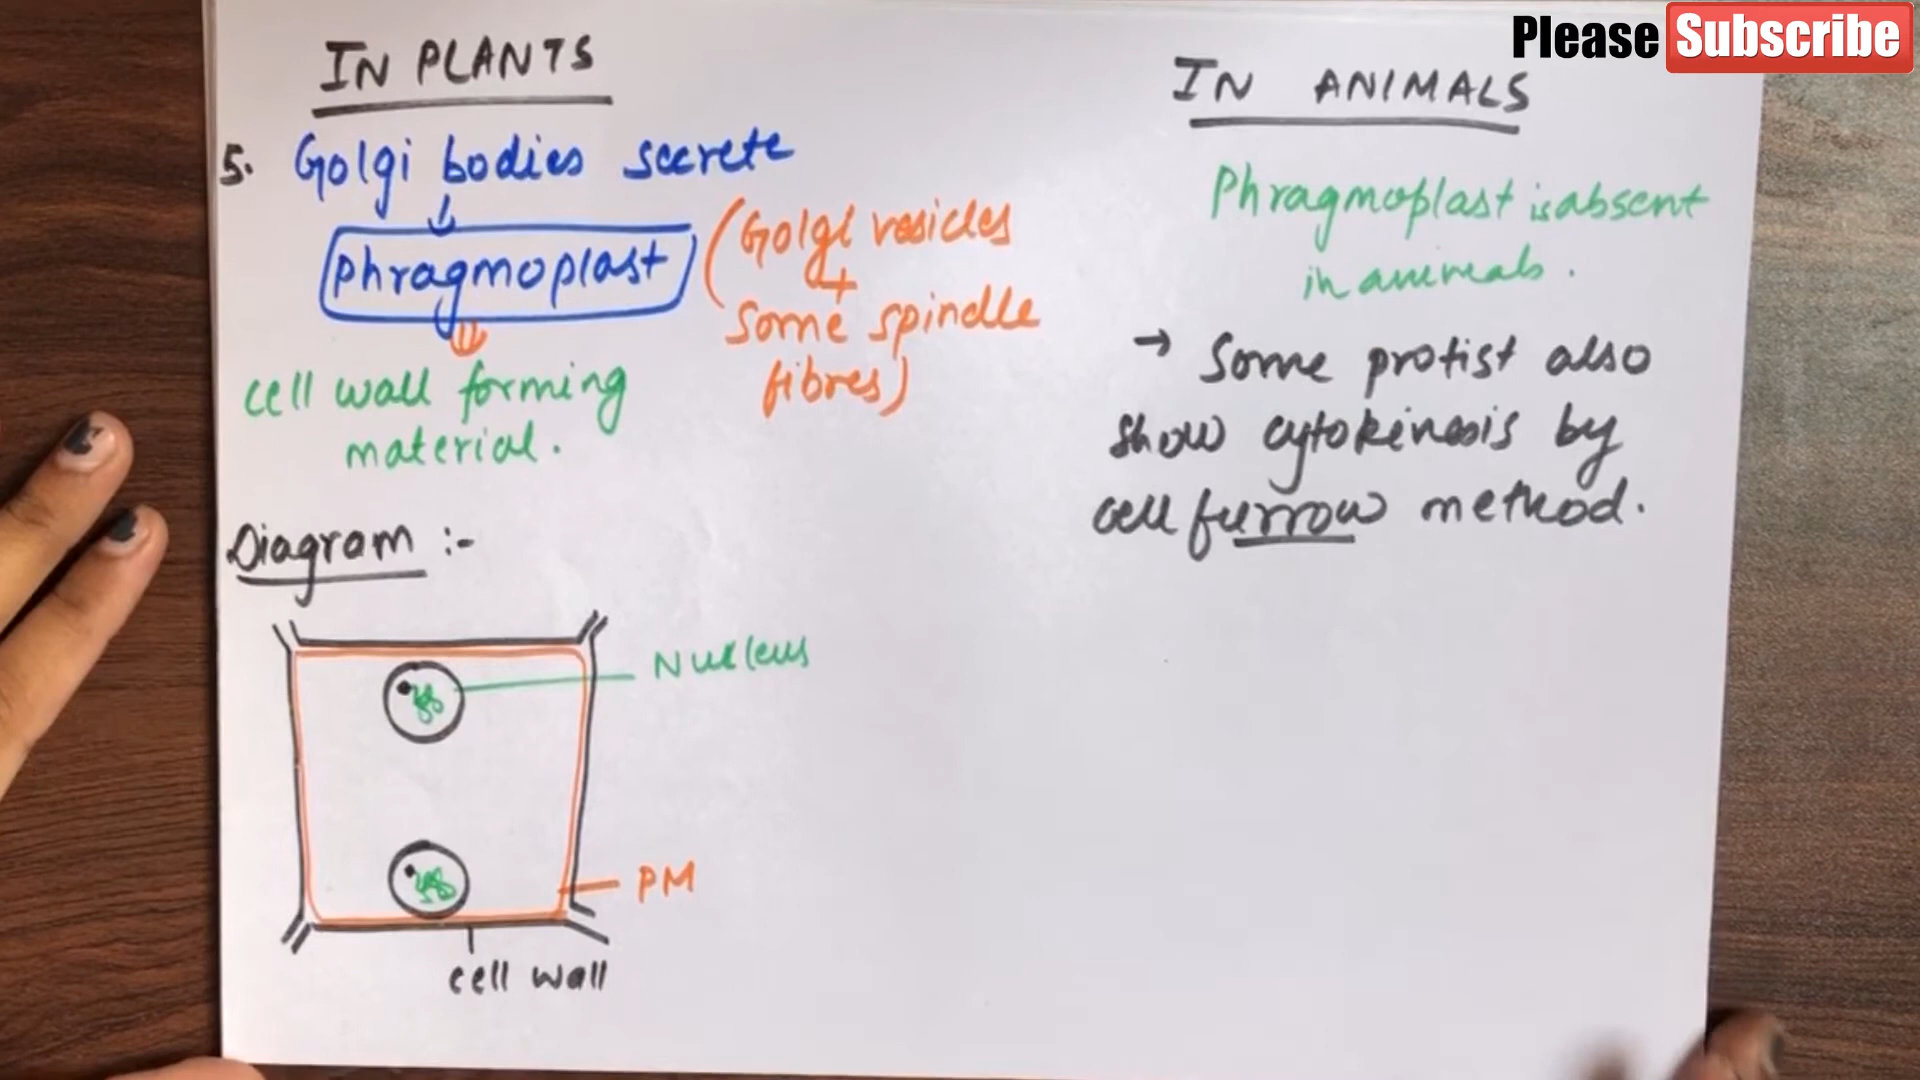 Please Subscribe
IN PLANTS
5. Golgi bodies secrete
phragmoplast
(Golgi vesicles
+
some spindle
fibres)
cell wall forming
material.
Diagram :-
Nucleus
PM
cell wall
IN ANIMALS
Phragmoplast is absent
in animals.
→ Some protist also
show cytokinesis by
cell furrow method.